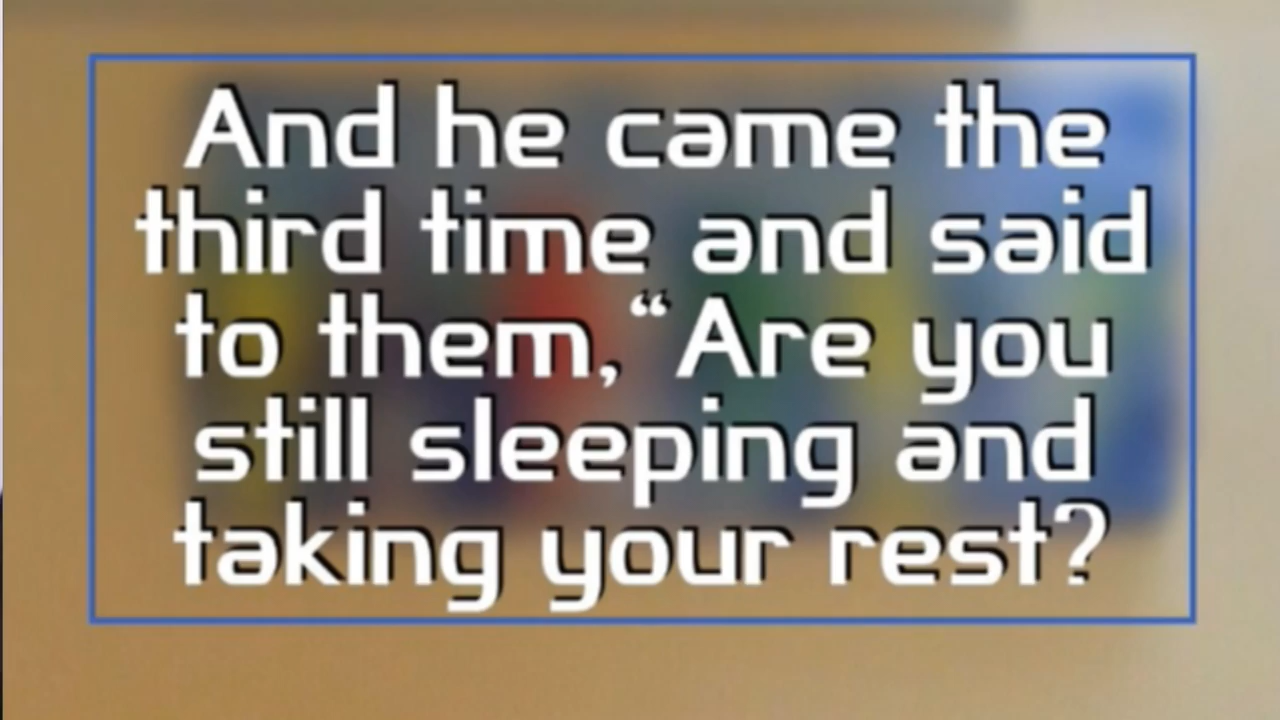 And he came the
third time and said
to them, “Are you
still sleeping and
taking your rest?